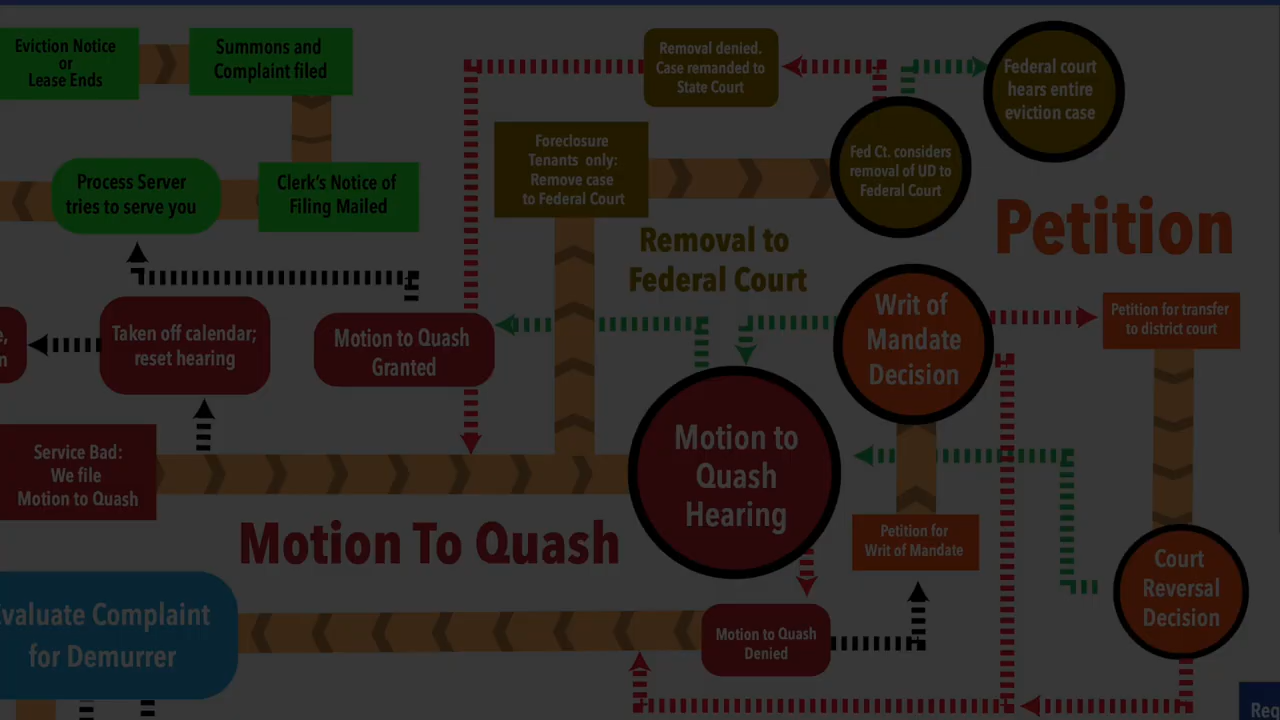 Eviction Notice
or
Lease Ends
Summons and
Complaint filed
Removal denied.
Case remanded to
State Court
Federal court
hears entire
eviction case
Foreclosure
Tenants only:
Remove case
to Federal Court
Fed Ct. considers
removal of UD to
Federal Court
Process Server
tries to serve you
Clerk's Notice of
Filing Mailed
Petition
Removal to
Federal Court
Taken off calendar;
reset hearing
Motion to Quash
Granted
Writ of
Mandate
Decision
Petition for transfer
to district court
Service Bad:
We file
Motion to Quash
Motion to
Quash
Hearing
Motion To Quash
Petition for
Writ of Mandate
Court
Reversal
Decision
Evaluate Complaint
for Demurrer
Motion to Quash
Denied